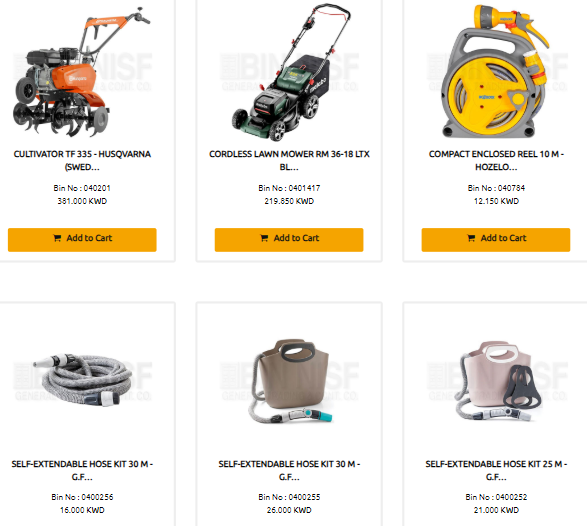 CULTIVATOR TF 335 - HUSQVARNA
(SWED...
Bin No : 040201
381.000 KWD
Add to Cart
CORDLESS LAWN MOWER RM 36-18 LTX
BL...
Bin No : 0401417
219.850 KWD
Add to Cart
COMPACT ENCLOSED REEL 10 M -
HOZELO...
Bin No : 040784
12.150 KWD
Add to Cart
SELF-EXTENDABLE HOSE KIT 30 M -
G.F...
Bin No : 0400256
16.000 KWD
SELF-EXTENDABLE HOSE KIT 30 M -
G.F...
Bin No : 0400255
26.000 KWD
SELF-EXTENDABLE HOSE KIT 25 M -
G.F...
Bin No : 0400252
21.000 KWD